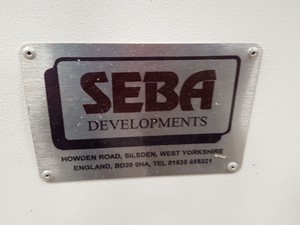 SEBA
DEVELOPMENTS
HOWDEN ROAD, SILSDEN, WEST YORKSHIRE
ENGLAND, BD20 0HA, TEL 01535 656321